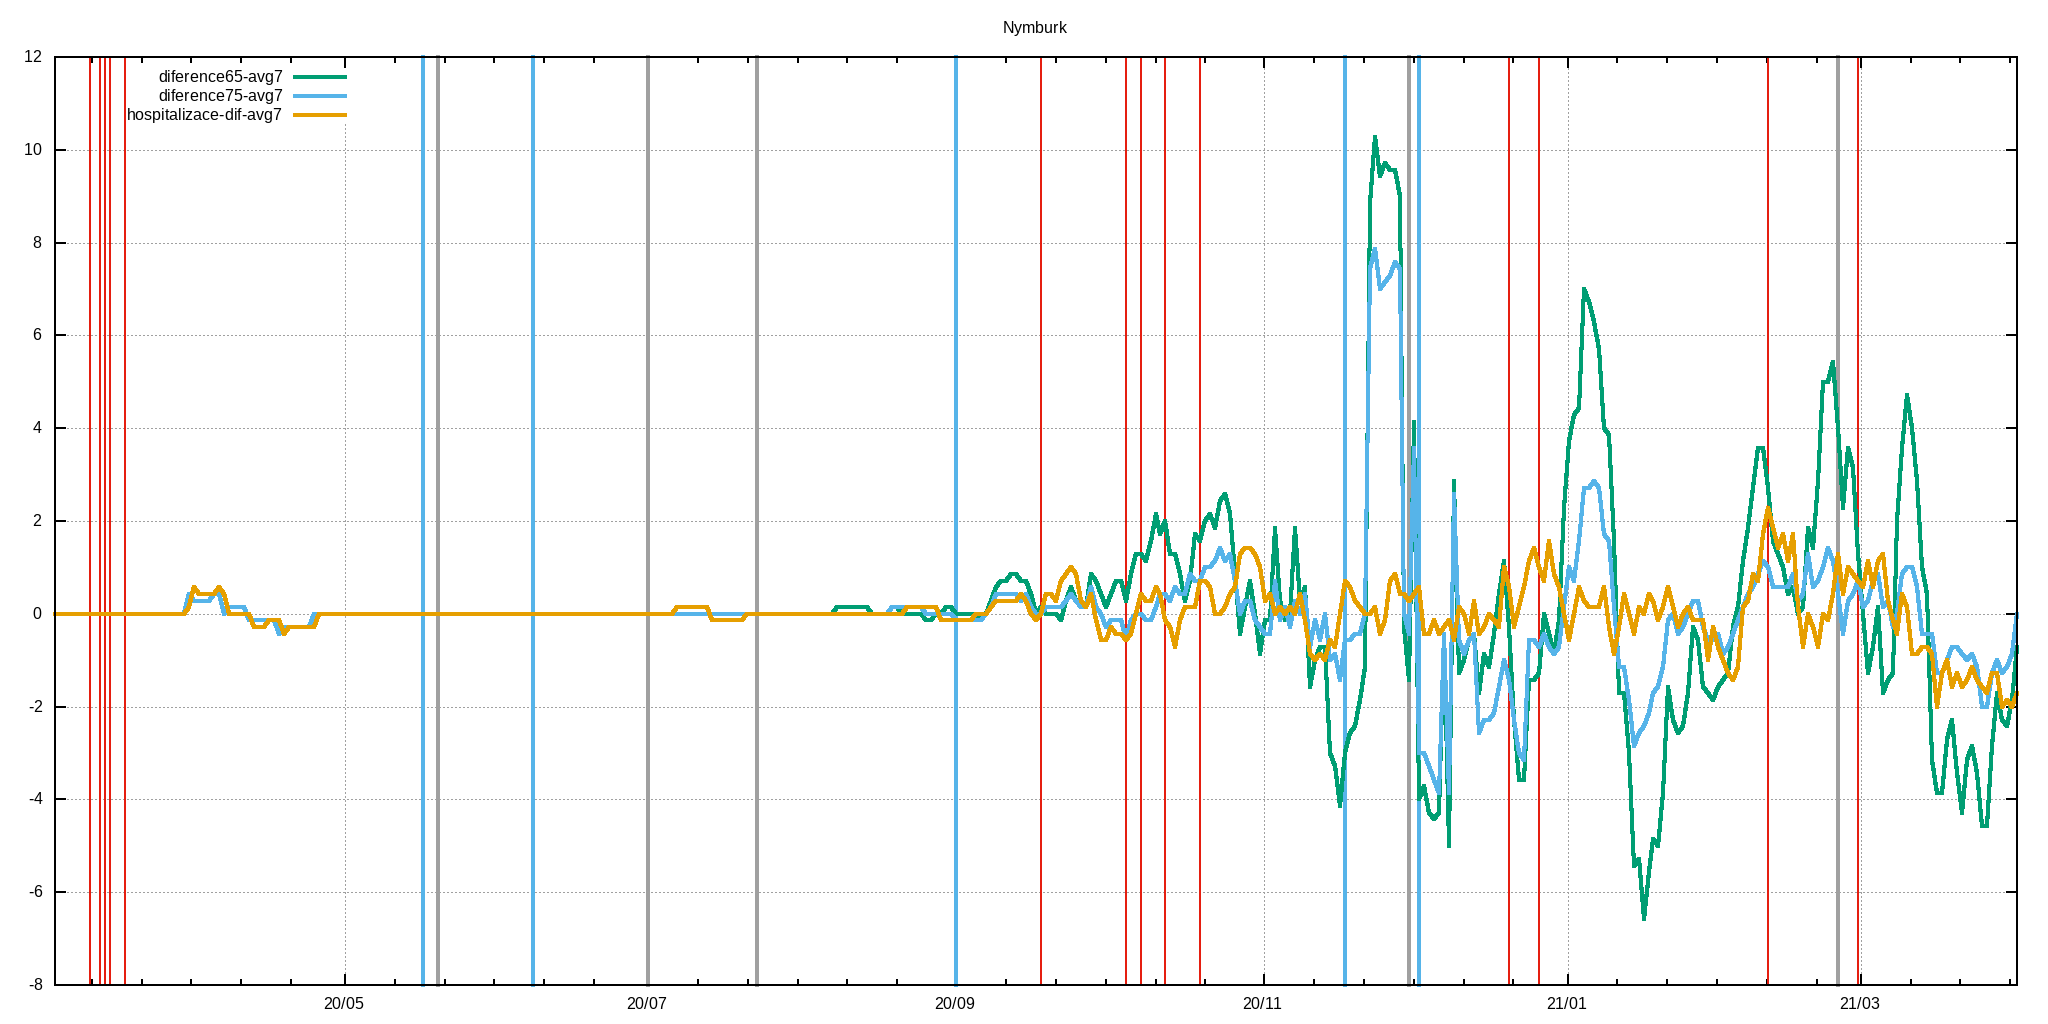 Nymburk
12
diference65-avg7
diference75-avg7
hospitalizace-dif-avg7
10
8
6
4
2
0
-2
-4
-6
-8
20/05 20/07 20/09 20/11 21/01 21/03